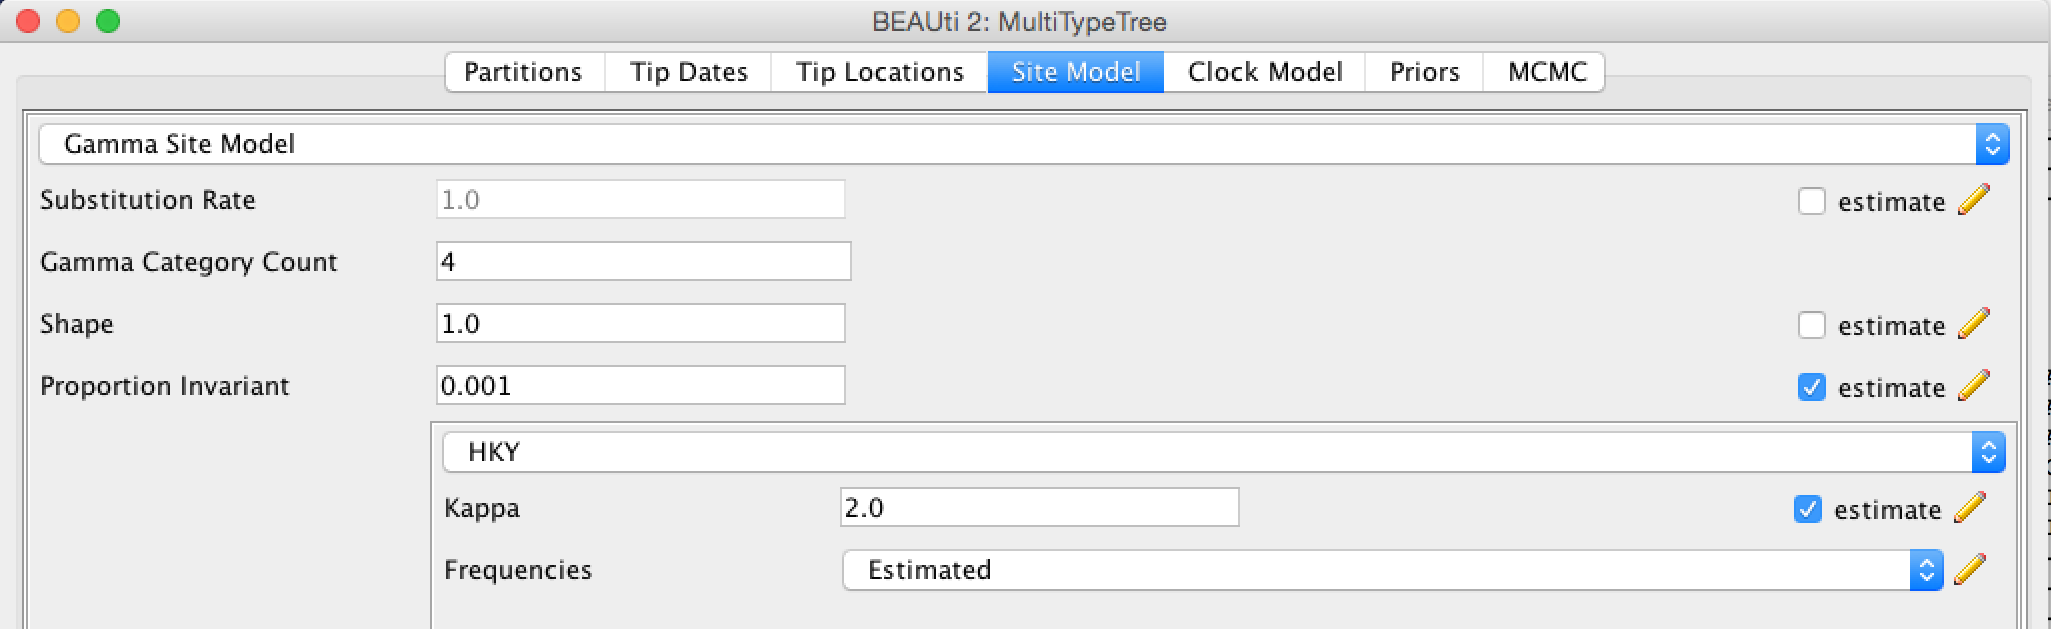 BEAUti 2: MultiTypeTree
Partitions Tip Dates Tip Locations Site Model Clock Model Priors MCMC
Gamma Site Model
Substitution Rate 1.0 estimate
Gamma Category Count 4
Shape 1.0 estimate
Proportion Invariant 0.001 estimate
HKY
Kappa 2.0 estimate
Frequencies Estimated